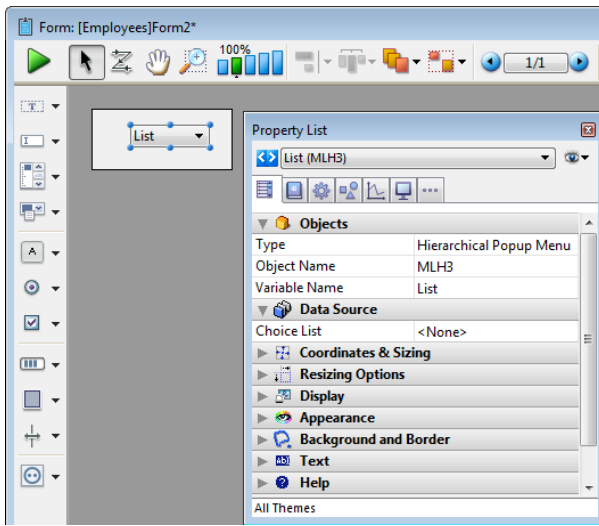 Form: [Employees]Form2*
100%
1/1
T
I
List
A
Property List
List (MLH3)
Objects
Type Hierarchical Popup Menu
Object Name MLH3
Variable Name List
Data Source
Choice List <None>
Coordinates & Sizing
Resizing Options
Display
Appearance
Background and Border
Text
Help
All Themes